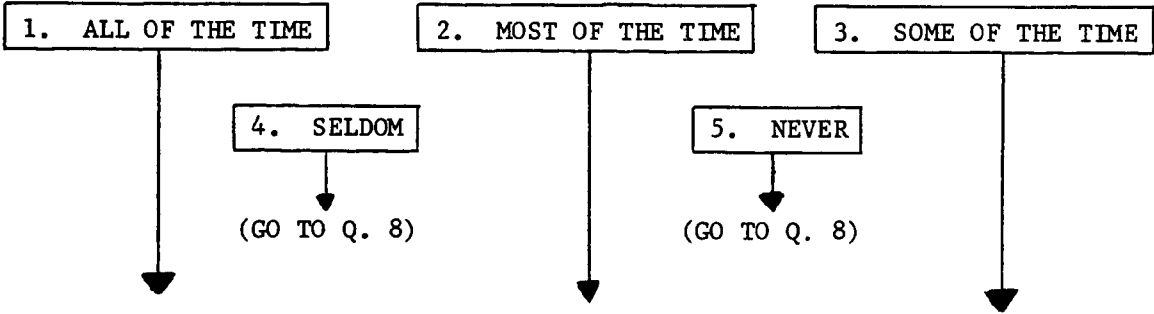 1. ALL OF THE TIME 2. MOST OF THE TIME 3. SOME OF THE TIME
4. SELDOM 5. NEVER
(GO TO Q. 8) (GO TO Q. 8)